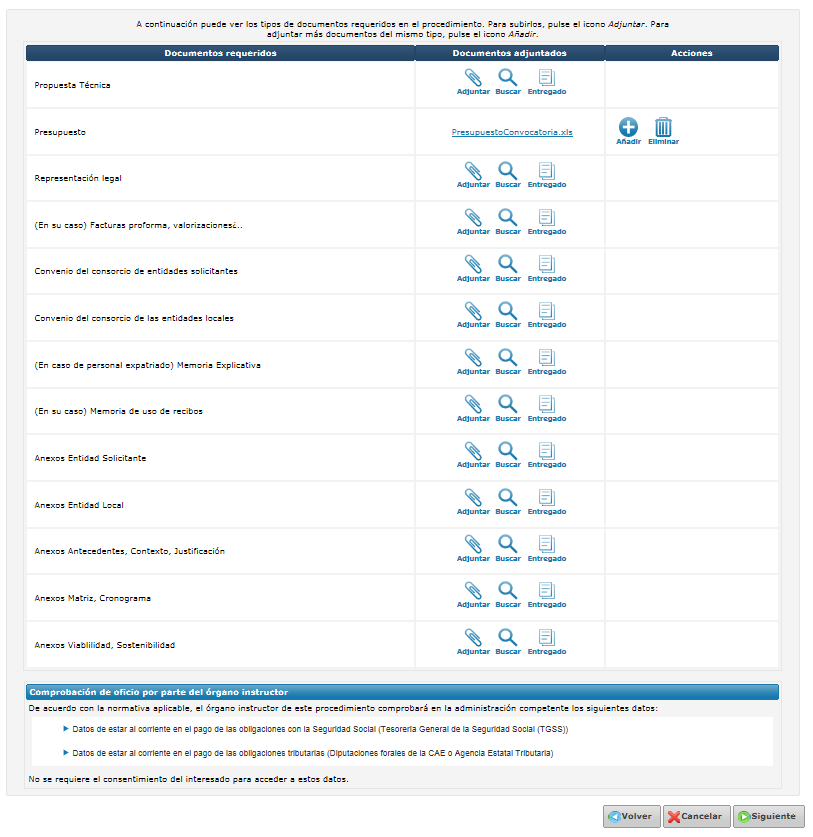 A continuación puede ver los tipos de documentos requeridos en el procedimiento. Para subirlos, pulse el icono Adjuntar. Para
adjuntar más documentos del mismo tipo, pulse el icono Añadir.
Documentos requeridos Documentos adjuntados Acciones
Propuesta Técnica
Adjuntar Buscar Entregado
Presupuesto PresupuestoConvocatoria.xls
Añadir Eliminar
Representación legal
Adjuntar Buscar Entregado
(En su caso) Facturas proforma, valorizaciones¿..
Adjuntar Buscar Entregado
Convenio del consorcio de entidades solicitantes
Adjuntar Buscar Entregado
Convenio del consorcio de las entidades locales
Adjuntar Buscar Entregado
(En caso de personal expatriado) Memoria Explicativa
Adjuntar Buscar Entregado
(En su caso) Memoria de uso de recibos
Adjuntar Buscar Entregado
Anexos Entidad Solicitante
Adjuntar Buscar Entregado
Anexos Entidad Local
Adjuntar Buscar Entregado
Anexos Antecedentes, Contexto, Justificación
Adjuntar Buscar Entregado
Anexos Matriz, Cronograma
Adjuntar Buscar Entregado
Anexos Viablilidad, Sostenibilidad
Adjuntar Buscar Entregado
Comprobación de oficio por parte del órgano instructor
De acuerdo con la normativa aplicable, el órgano instructor de este procedimiento comprobará en la administración competente los siguientes datos:
Datos de estar al corriente en el pago de las obligaciones con la Seguridad Social (Tesorería General de la Seguridad Social (TGSS))
Datos de estar al corriente en el pago de las obligaciones tributarias (Diputaciones forales de la CAE o Agencia Estatal Tributaria)
No se requiere el consentimiento del interesado para acceder a estos datos.
Volver Cancelar Siguiente